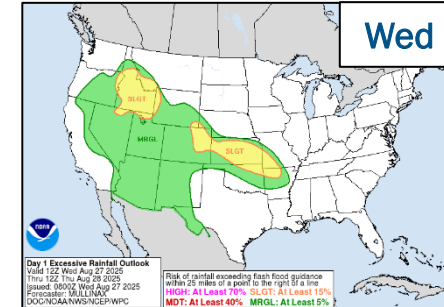 Wed
SLGT
MRGL
SLGT
NOAA
Day 1 Excessive Rainfall Outlook
Valid 12Z Wed Aug 27 2025
Thru 12Z Thu Aug 28 2025
Issued: 0800Z Wed Aug 27 2025
Forecaster: MULLINAX
DOC/NOAA/NWS/NCEP/WPC
Risk of rainfall exceeding flash flood guidance
within 25 miles of a point to the right of a line
HIGH: At Least 70% SLGT: At Least 15%
MDT: At Least 40% MRGL: At Least 5%